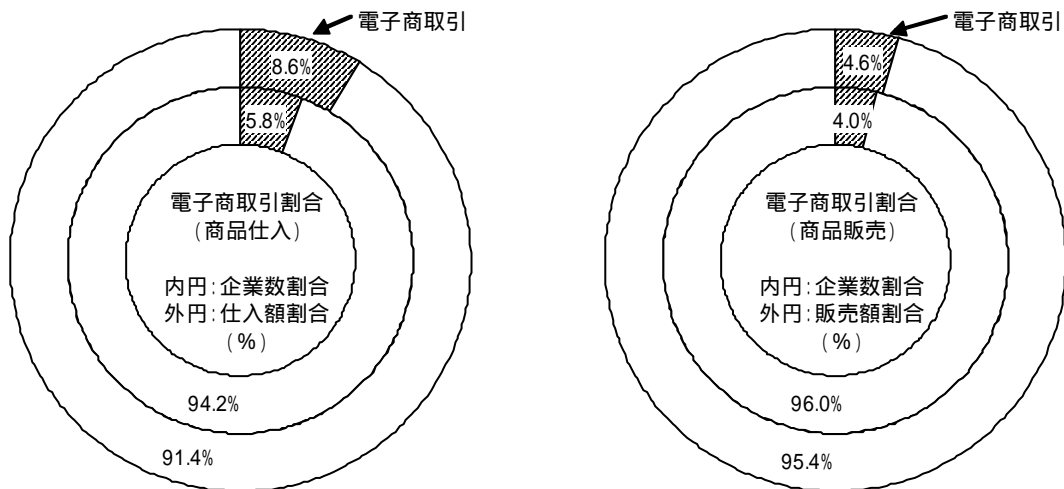 電子商取引
8.6%
5.8%
電子商取引割合
(商品仕入)
内円:企業数割合
外円:仕入額割合
(%)
94.2%
91.4%
電子商取引
4.6%
4.0%
電子商取引割合
(商品販売)
内円:企業数割合
外円:販売額割合
(%)
96.0%
95.4%